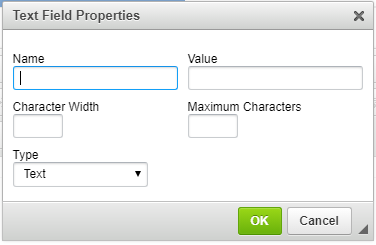 Text Field Properties
Name Value
Character Width Maximum Characters
Type
Text
OK Cancel